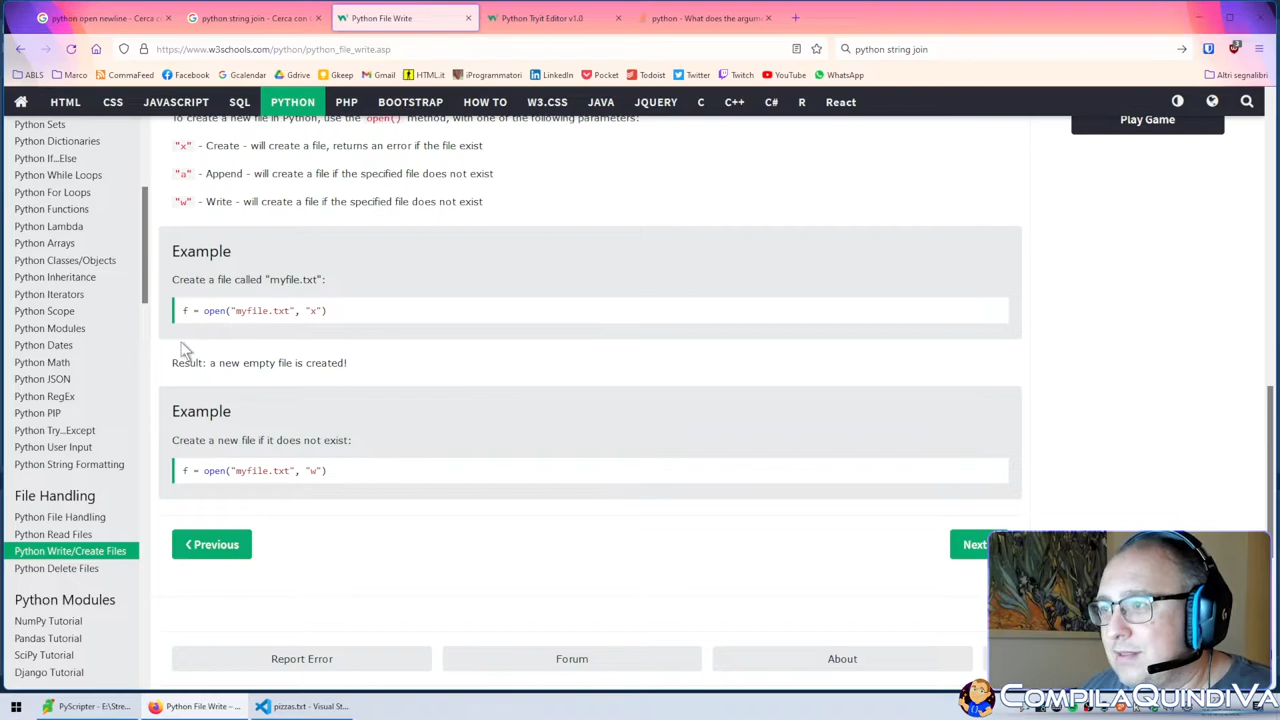 python open newline - Cerca c
python string join - Cerca con
Python File Write
Python Tryit Editor v1.0
python - What does the argum
https://www.w3schools.com/python/python_file_write.asp
python string join
3
ABLS
Marco
CommaFeed
Facebook
Gcalendar
Gdrive
Gkeep
Gmail
HTML.it
iProgrammatori
LinkedIn
Pocket
Todoist
Twitter
Twitch
YouTube
WhatsApp
Altri segnalibri
HTML
CSS
JAVASCRIPT
SQL
PYTHON
PHP
BOOTSTRAP
HOW TO
W3.CSS
JAVA
JQUERY
C
C++
C#
R
React
Python Sets
Python Dictionaries
Python If...Else
Python While Loops
Python For Loops
Python Functions
Python Lambda
Python Arrays
Python Classes/Objects
Python Inheritance
Python Iterators
Python Scope
Python Modules
Python Dates
Python Math
Python JSON
Python RegEx
Python PIP
Python Try...Except
Python User Input
Python String Formatting
File Handling
Python File Handling
Python Read Files
Python Write/Create Files
Python Delete Files
Python Modules
NumPy Tutorial
Pandas Tutorial
SciPy Tutorial
Django Tutorial
To create a new file in Python, use the open() method, with one of the following parameters:
"x" - Create - will create a file, returns an error if the file exist
"a" - Append - will create a file if the specified file does not exist
"w" - Write - will create a file if the specified file does not exist
Example
Create a file called "myfile.txt":
f = open("myfile.txt", "x")
Result: a new empty file is created!
Example
Create a new file if it does not exist:
f = open("myfile.txt", "w")
❮ Previous
Next
Report Error
Forum
About
Play Game
PyScripter - E:\Stre...
Python File Write – ...
pizzas.txt - Visual St...
COMPILAQUINDIVA